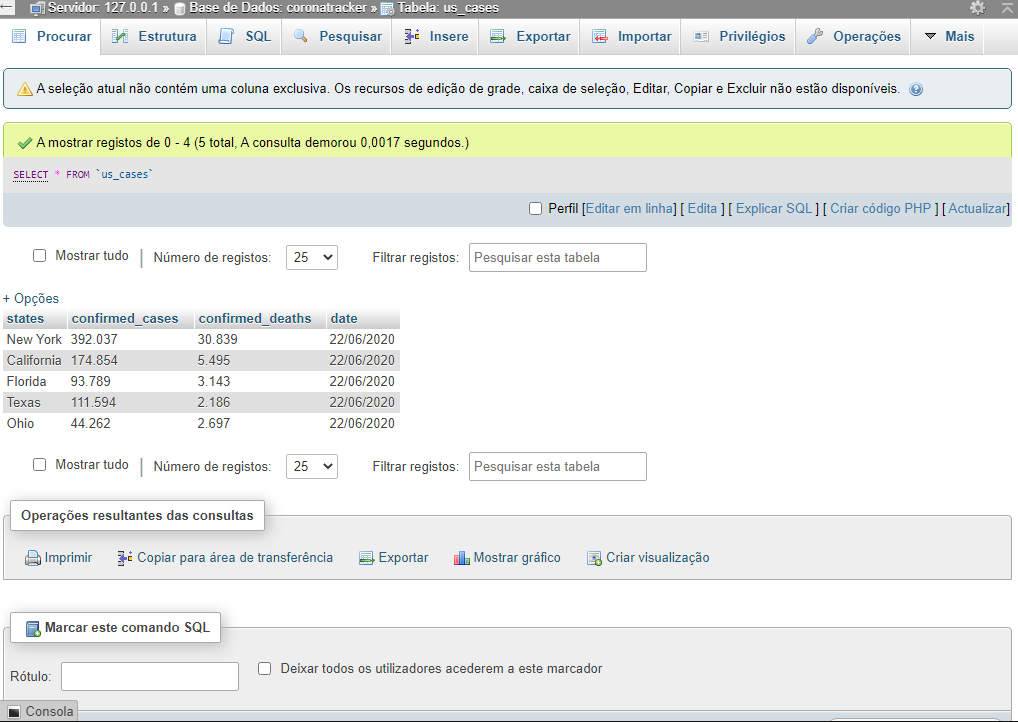 Servidor: 127.0.0.1 » Base de Dados: coronatracker » Tabela: us_cases
Procurar Estrutura SQL Pesquisar Insere Exportar Importar Privilégios Operações Mais
A seleção atual não contém uma coluna exclusiva. Os recursos de edição de grade, caixa de seleção, Editar, Copiar e Excluir não estão disponíveis.
A mostrar registos de 0 - 4 (5 total, A consulta demorou 0,0017 segundos.)
SELECT * FROM `us_cases`
Perfil [Editar em linha] [ Edita ] [ Explicar SQL ] [ Criar código PHP ] [ Actualizar]
Mostrar tudo | Número de registos: 25 Filtrar registos: Pesquisar esta tabela
+ Opções
states confirmed_cases confirmed_deaths date
New York 392.037 30.839 22/06/2020
California 174.854 5.495 22/06/2020
Florida 93.789 3.143 22/06/2020
Texas 111.594 2.186 22/06/2020
Ohio 44.262 2.697 22/06/2020
Mostrar tudo | Número de registos: 25 Filtrar registos: Pesquisar esta tabela
Operações resultantes das consultas
Imprimir Copiar para área de transferência Exportar Mostrar gráfico Criar visualização
Marcar este comando SQL
Rótulo: Deixar todos os utilizadores acederem a este marcador
Consola